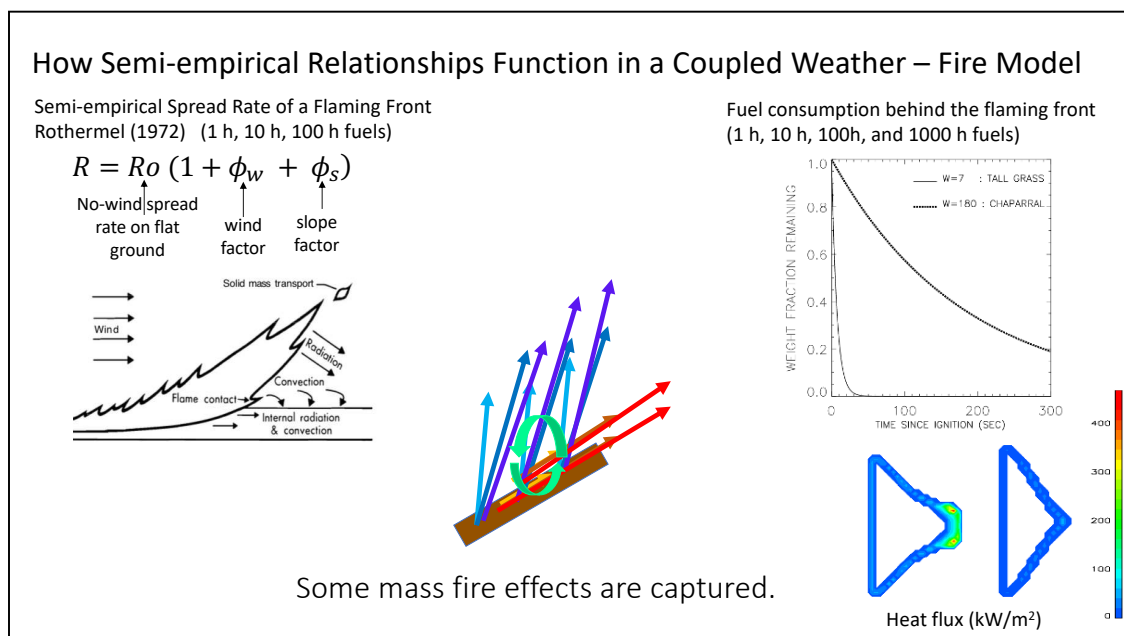 How Semi-empirical Relationships Function in a Coupled Weather – Fire Model
Semi-empirical Spread Rate of a Flaming Front
Rothermel (1972) (1 h, 10 h, 100 h fuels)
R = Ro (1 + ϕw + ϕs)
No-wind spread
rate on flat
ground
wind
factor
slope
factor
Solid mass transport
Wind
Radiation
Convection
Flame contact
Internal radiation
& convection
Fuel consumption behind the flaming front
(1 h, 10 h, 100h, and 1000 h fuels)
WEIGHT FRACTION REMAINING
1.0
0.8
0.6
0.4
0.2
0.0
W=7 : TALL GRASS
W=180 : CHAPARRAL
0
100
200
300
TIME SINCE IGNITION (SEC)
400
300
200
100
0
Heat flux (kW/m²)
Some mass fire effects are captured.